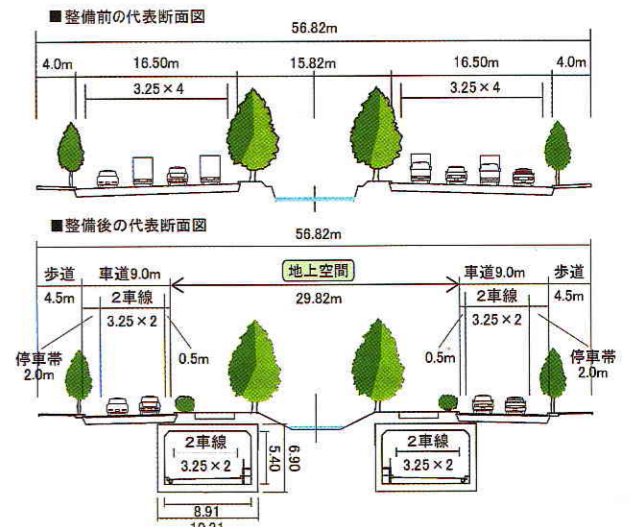 ■整備前の代表断面図
56.82m
4.0m 16.50m 15.82m 16.50m 4.0m
3.25×4 3.25×4
■整備後の代表断面図
56.82m
歩道 車道9.0m 地上空間 車道9.0m 歩道
4.5m 2車線 29.82m 2車線 4.5m
3.25×2 3.25×2
停車帯 0.5m 0.5m 停車帯
2.0m 2.0m
2車線 2車線
3.25×2 5.40 6.90 3.25×2
8.91